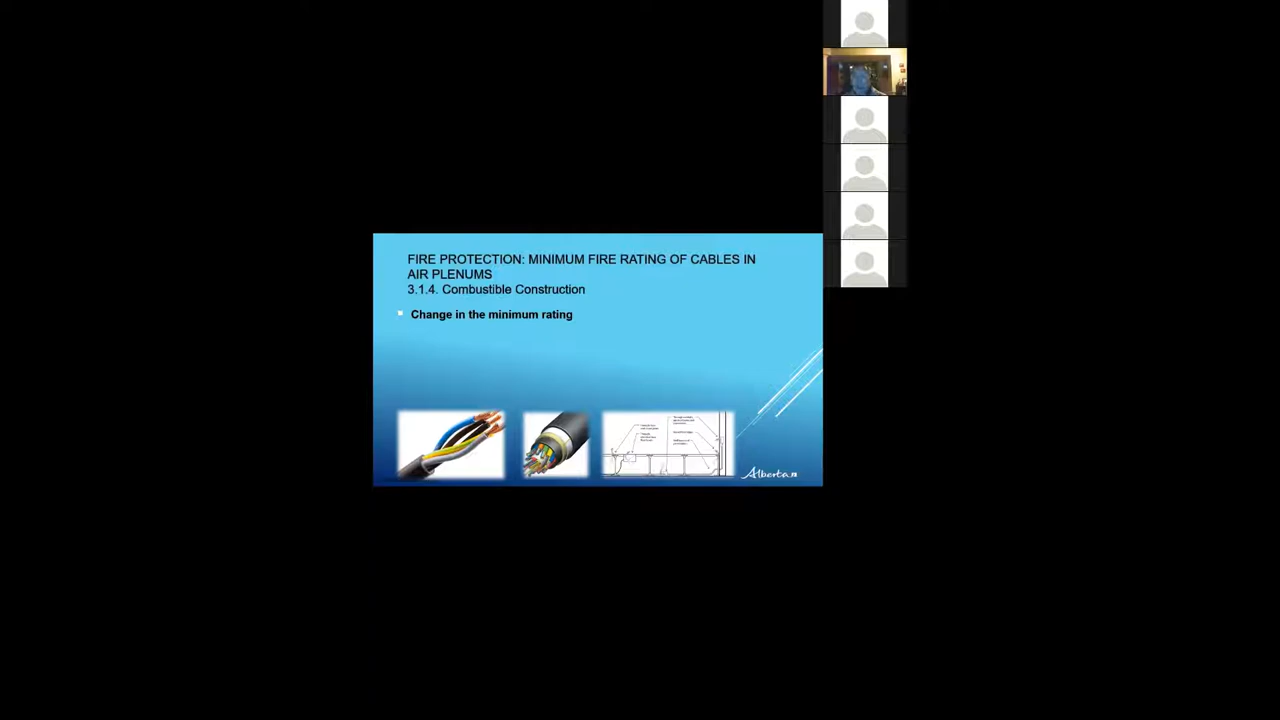 FIRE PROTECTION: MINIMUM FIRE RATING OF CABLES IN
AIR PLENUMS
3.1.4. Combustible Construction
Change in the minimum rating
Alberta